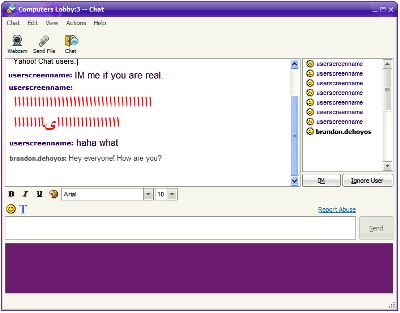 Computers Lobby:3 -- Chat
Chat Edit View Actions Help
Webcam Send File Chat
Yahoo! Chat users.]
userscreenname: IM me if you are real.
userscreenname:
userscreenname: haha what
brandon.dehoyos: Hey everyone! How are you?
userscreenname
userscreenname
userscreenname
userscreenname
userscreenname
userscreenname
userscreenname
brandon.dehoyos
IM Ignore User
B I U Arial 10
T Report Abuse
Send